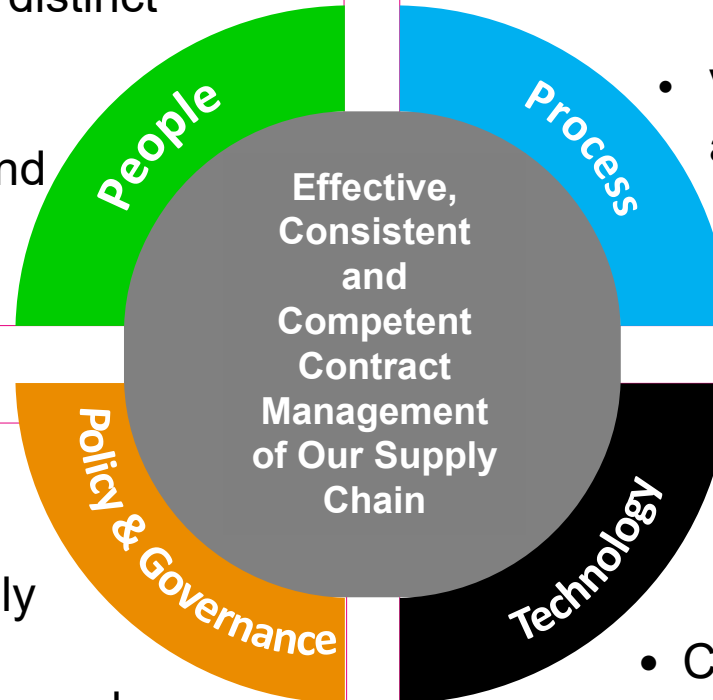 distinct
People
Process
nd
Effective,
Consistent
and
Competent
Contract
Management
of Our Supply
Chain
Policy & Governance
Technology
ly
• C